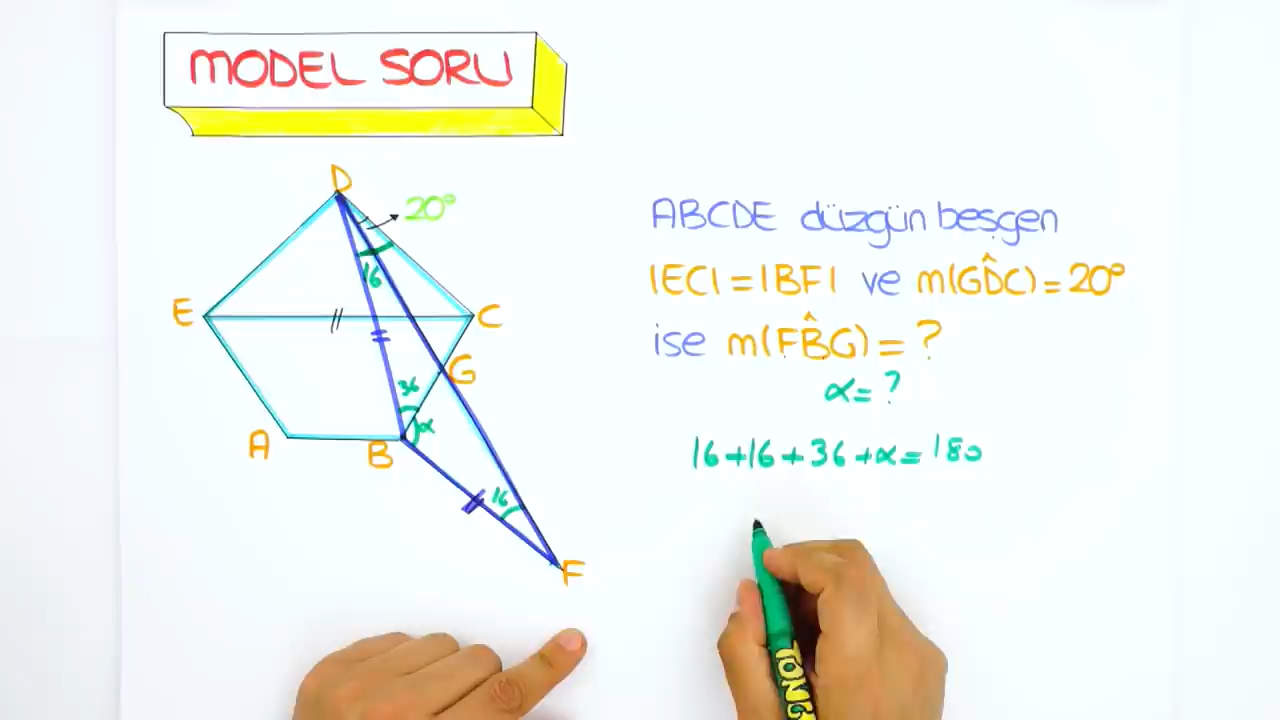 MODEL SORU
D
20°
16
E
C
G
36
α
A
B
16
F
ABCDE düzgün beşgen
|EC| = |BF| ve m(GD̂C) = 20°
ise m(FB̂G) = ?
α = ?
16 + 16 + 36 + α = 180
TONG